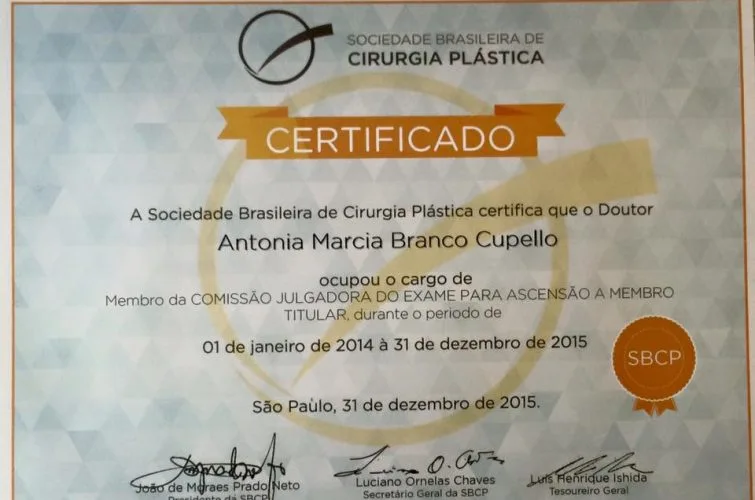 SOCIEDADE BRASILEIRA DE
CIRURGIA PLÁSTICA
CERTIFICADO
A Sociedade Brasileira de Cirurgia Plástica certifica que o Doutor
Antonia Marcia Branco Cupello
ocupou o cargo de
Membro da COMISSÃO JULGADORA DO EXAME PARA ASCENSÃO A MEMBRO
TITULAR, durante o periodo de
01 de janeiro de 2014 à 31 de dezembro de 2015
SBCP
São Paulo, 31 de dezembro de 2015.
João de Moraes Prado Neto
Presidente da SBCP
Luciano Ornelas Chaves
Secretário Geral da SBCP
Luis Henrique Ishida
Tesoureiro Geral